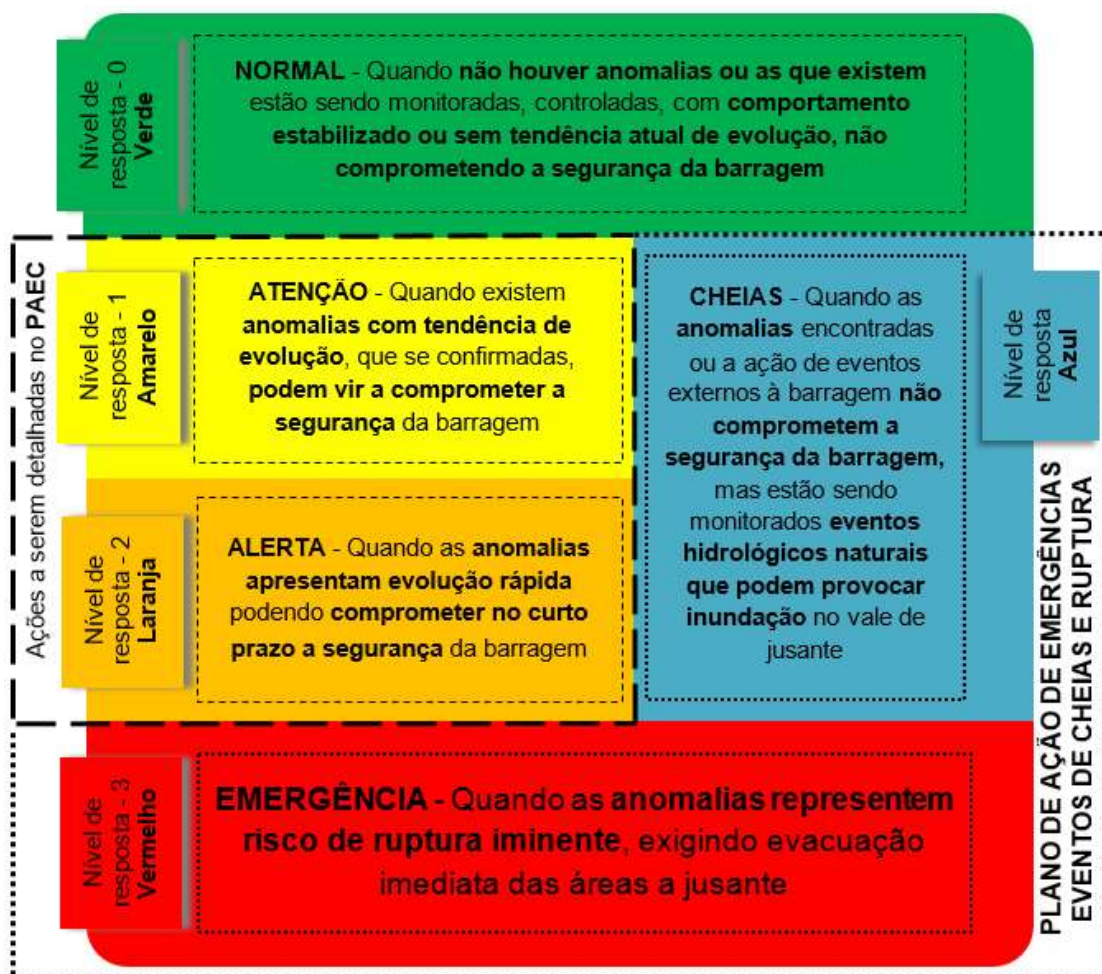 Nível de
resposta - 0
Verde
NORMAL - Quando não houver anomalias ou as que existem
estão sendo monitoradas, controladas, com comportamento
estabilizado ou sem tendência atual de evolução, não
comprometendo a segurança da barragem
Ações a serem detalhadas no PAEC
Nível de
resposta - 1
Amarelo
ATENÇÃO - Quando existem
anomalias com tendência de
evolução, que se confirmadas,
podem vir a comprometer a
segurança da barragem
Nível de
resposta - 2
Laranja
ALERTA - Quando as anomalias
apresentam evolução rápida
podendo comprometer no curto
prazo a segurança da barragem
CHEIAS - Quando as
anomalias encontradas
ou a ação de eventos
externos à barragem não
comprometem a
segurança da barragem,
mas estão sendo
monitorados eventos
hidrológicos naturais
que podem provocar
inundação no vale de
jusante
Nível de
resposta
Azul
Nível de
resposta - 3
Vermelho
EMERGÊNCIA - Quando as anomalias representem
risco de ruptura iminente, exigindo evacuação
imediata das áreas a jusante
PLANO DE AÇÃO DE EMERGÊNCIAS
EVENTOS DE CHEIAS E RUPTURA